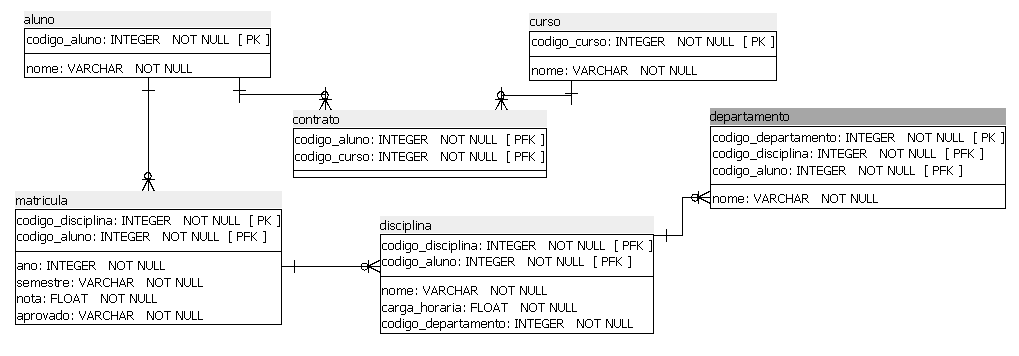 aluno
codigo_aluno: INTEGER NOT NULL [ PK ]
nome: VARCHAR NOT NULL
curso
codigo_curso: INTEGER NOT NULL [ PK ]
nome: VARCHAR NOT NULL
contrato
codigo_aluno: INTEGER NOT NULL [ PFK ]
codigo_curso: INTEGER NOT NULL [ PFK ]
departamento
codigo_departamento: INTEGER NOT NULL [ PK ]
codigo_disciplina: INTEGER NOT NULL [ PFK ]
codigo_aluno: INTEGER NOT NULL [ PFK ]
nome: VARCHAR NOT NULL
matricula
codigo_disciplina: INTEGER NOT NULL [ PK ]
codigo_aluno: INTEGER NOT NULL [ PFK ]
ano: INTEGER NOT NULL
semestre: VARCHAR NOT NULL
nota: FLOAT NOT NULL
aprovado: VARCHAR NOT NULL
disciplina
codigo_disciplina: INTEGER NOT NULL [ PFK ]
codigo_aluno: INTEGER NOT NULL [ PFK ]
nome: VARCHAR NOT NULL
carga_horaria: FLOAT NOT NULL
codigo_departamento: INTEGER NOT NULL